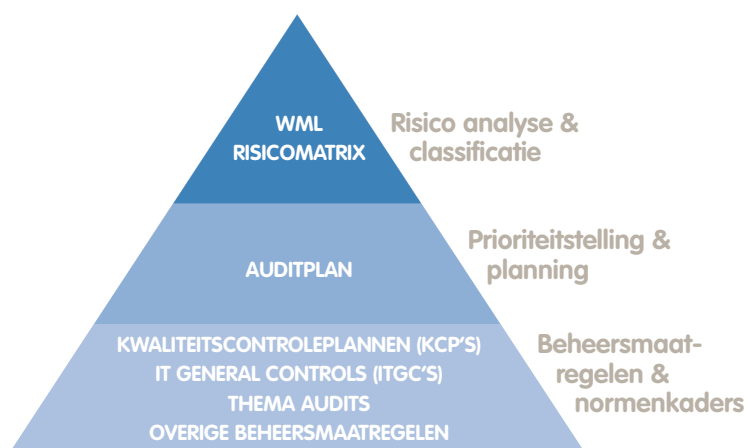 WML
RISICOMATRIX
Risico analyse &
classificatie
AUDITPLAN
Prioriteitstelling &
planning
KWALITEITSCONTROLEPLANNEN (KCP'S)
IT GENERAL CONTROLS (ITGC'S)
THEMA AUDITS
OVERIGE BEHEERSMAATREGELEN
Beheersmaat-
regelen &
normenkaders